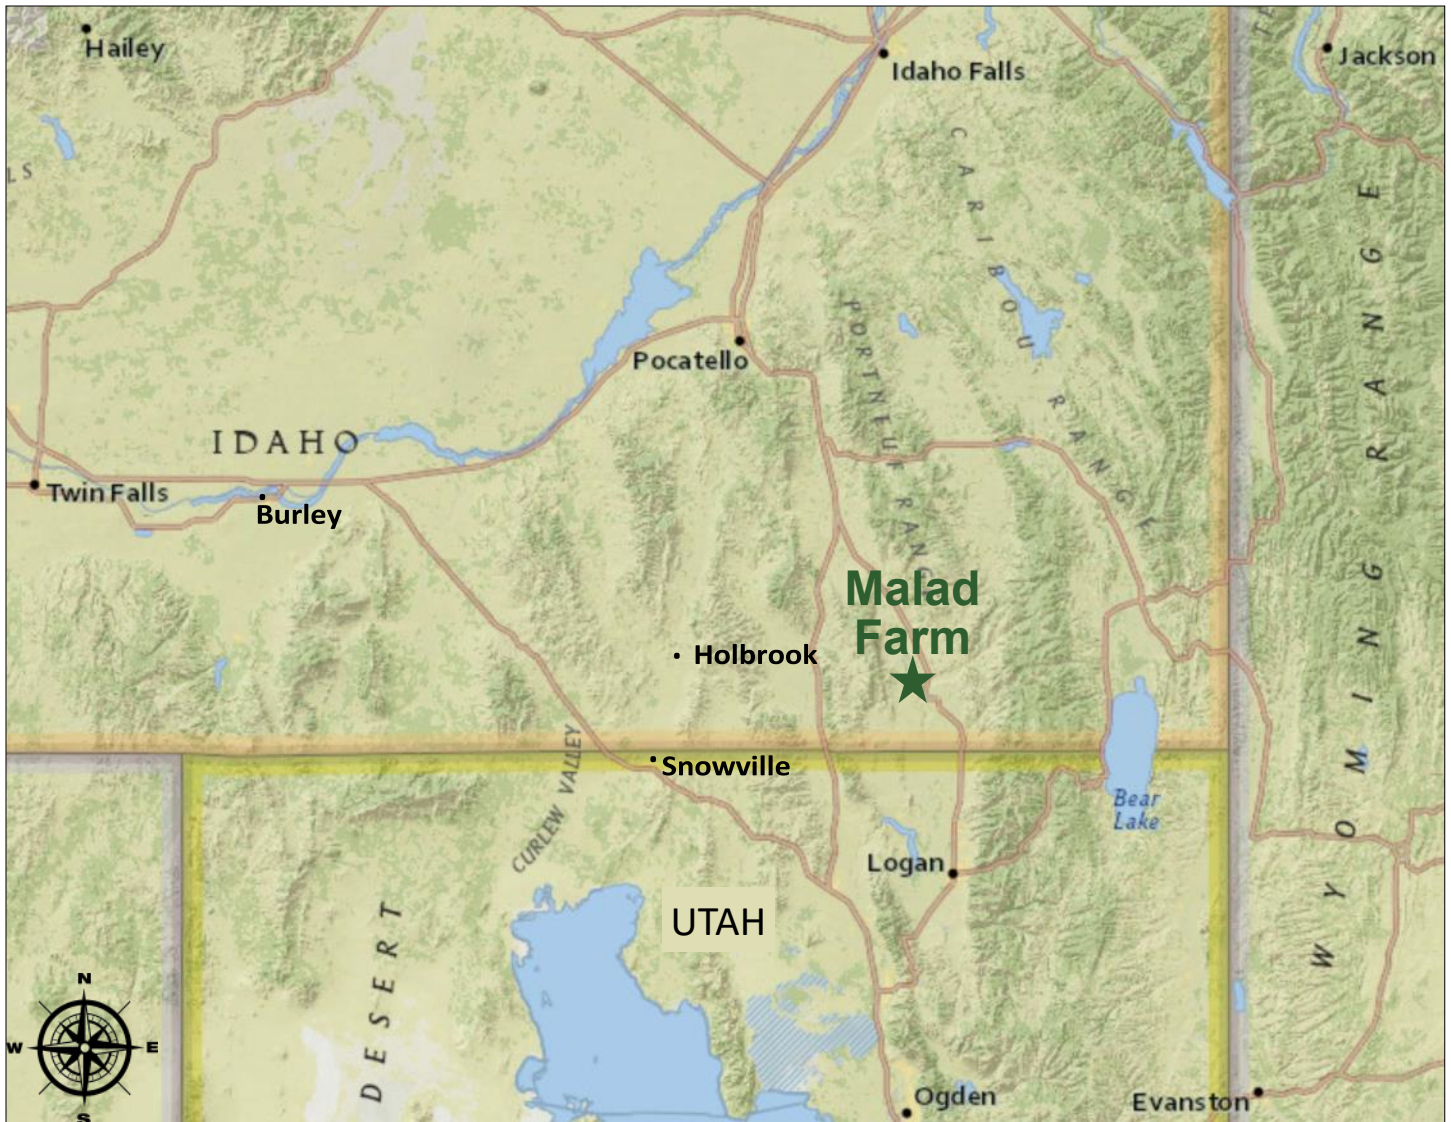 Hailey
Jackson
Idaho Falls
LS
CARIBOU RANGE
PORTNEUF RANGE
Pocatello
IDAHO
Twin Falls
Burley
Malad
Farm
Holbrook
Snowville
CURLEW VALLEY
Bear
Lake
Logan
UTAH
WYOMING RANGE
DESERT
N
W
E
S
Ogden
Evanston